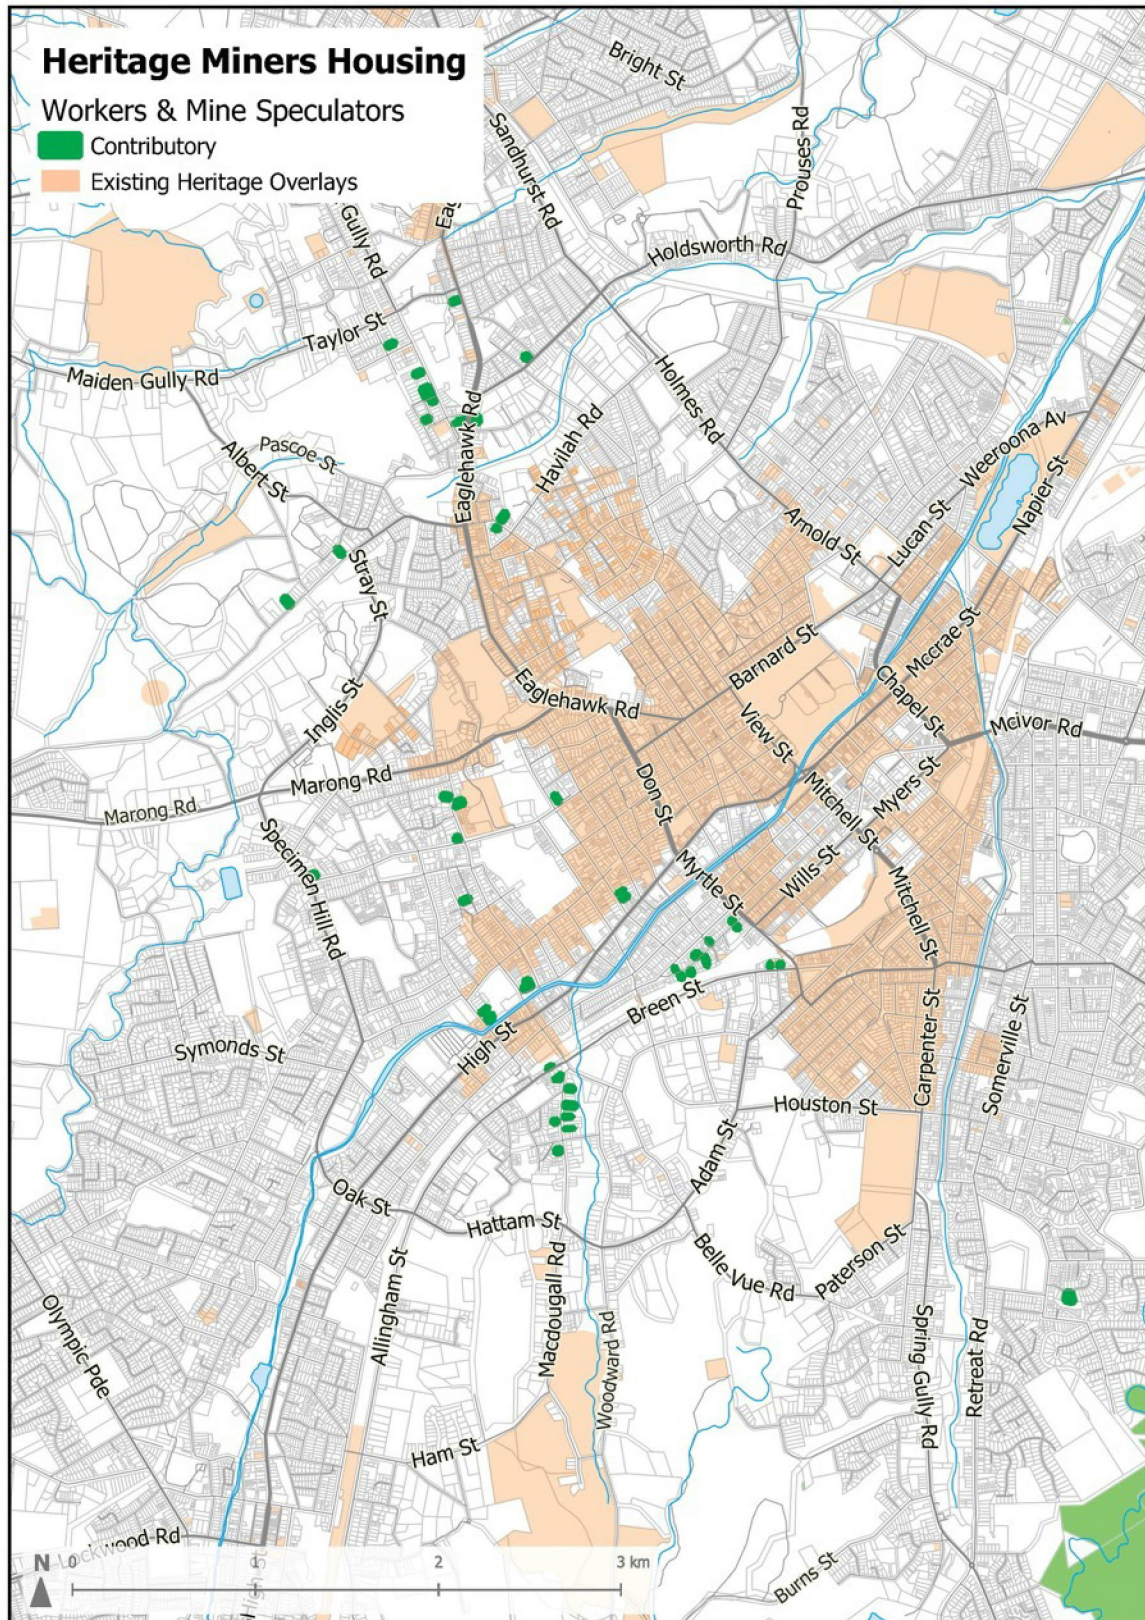 Heritage Miners Housing
Workers & Mine Speculators
Contributory
Existing Heritage Overlays
Bright St
Sandhurst Rd
Prouses Rd
Gully Rd
Holdsworth Rd
Taylor St
Maiden Gully Rd
Holmes Rd
Eaglehawk Rd
Havilah Rd
Weeroona Av
Pascoe St
Albert St
Napier St
Lucan St
Arnold St
Stray St
Mccrae St
Barnard St
Chapel St
Eaglehawk Rd
Inglis St
View St
Mcivor Rd
Marong Rd
Marong Rd
Don St
Mitchell St
Myers St
Specimen Hill Rd
Myrtle St
Wills St
Mitchell St
Breen St
High St
Symonds St
Carpenter St
Somerville St
Houston St
Adam St
Oak St
Hattam St
Belle Vue Rd
Paterson St
Allingham St
Macdougall Rd
Woodward Rd
Olympic Pde
Spring Gully Rd
Retreat Rd
Ham St
Lockwood Rd
High St
Burns St
N
0 1 2 3 km